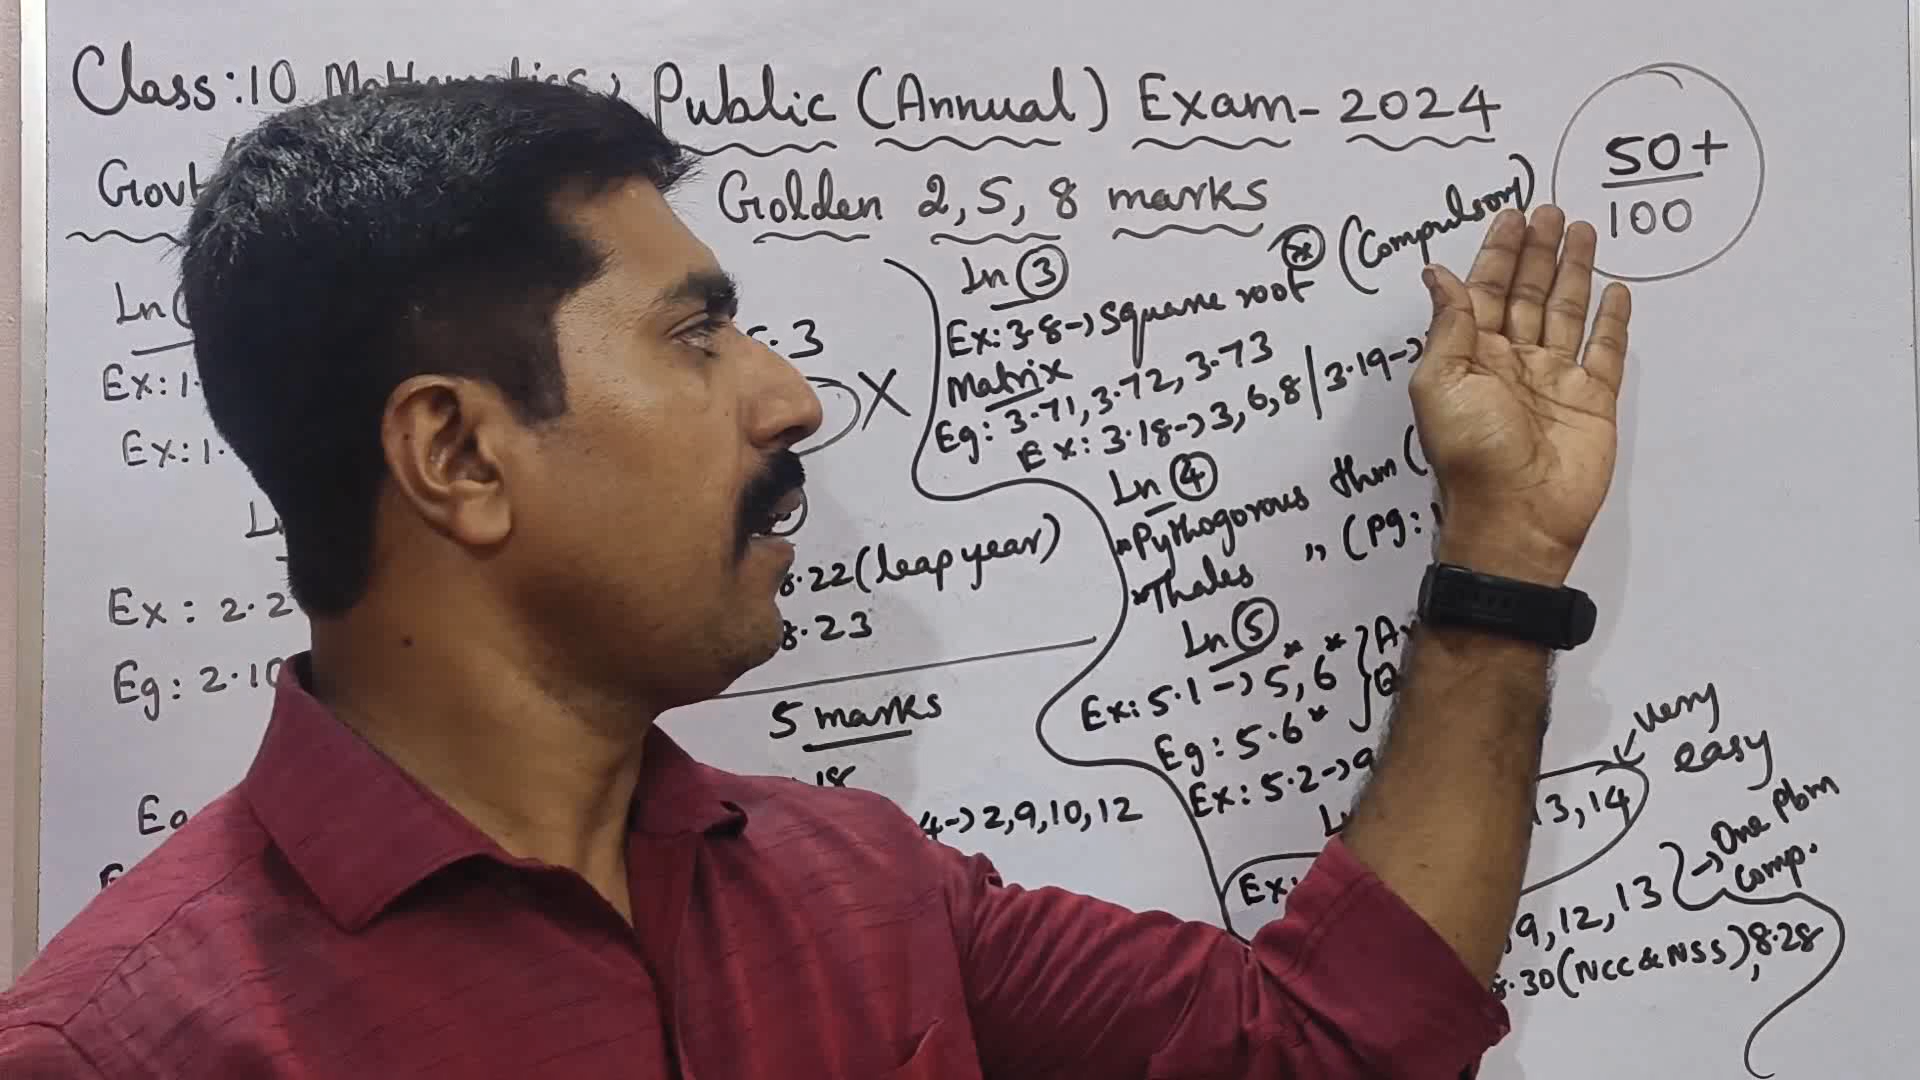 Class:10 Mathematics, Public (Annual) Exam-2024
50+
100
Golden 2,5,8 marks
Ln
Ex:1.
Ex:1.
Ex: 2.2
Eg: 2.10
.3 X
8.22 (leap year)
8.23
5 marks
18
4->2,9,10,12
Ln 3
Ex:3.8->square root * (Compulsory)
Matrix
Eg: 3.71, 3.72, 3.73
Ex: 3.18->3,6,8 | 3.19->
Ln 4
*Pythogorous thm (
*Thales ,, (Pg:
Ln 5
Ex: 5.1->5*,6*
Eg: 5.6*
Ex: 5.2->9
Very
easy
Ex:
13,14
9,12,13 -> One Pbm
Comp.
8.30 (NCC&NSS), 8.28